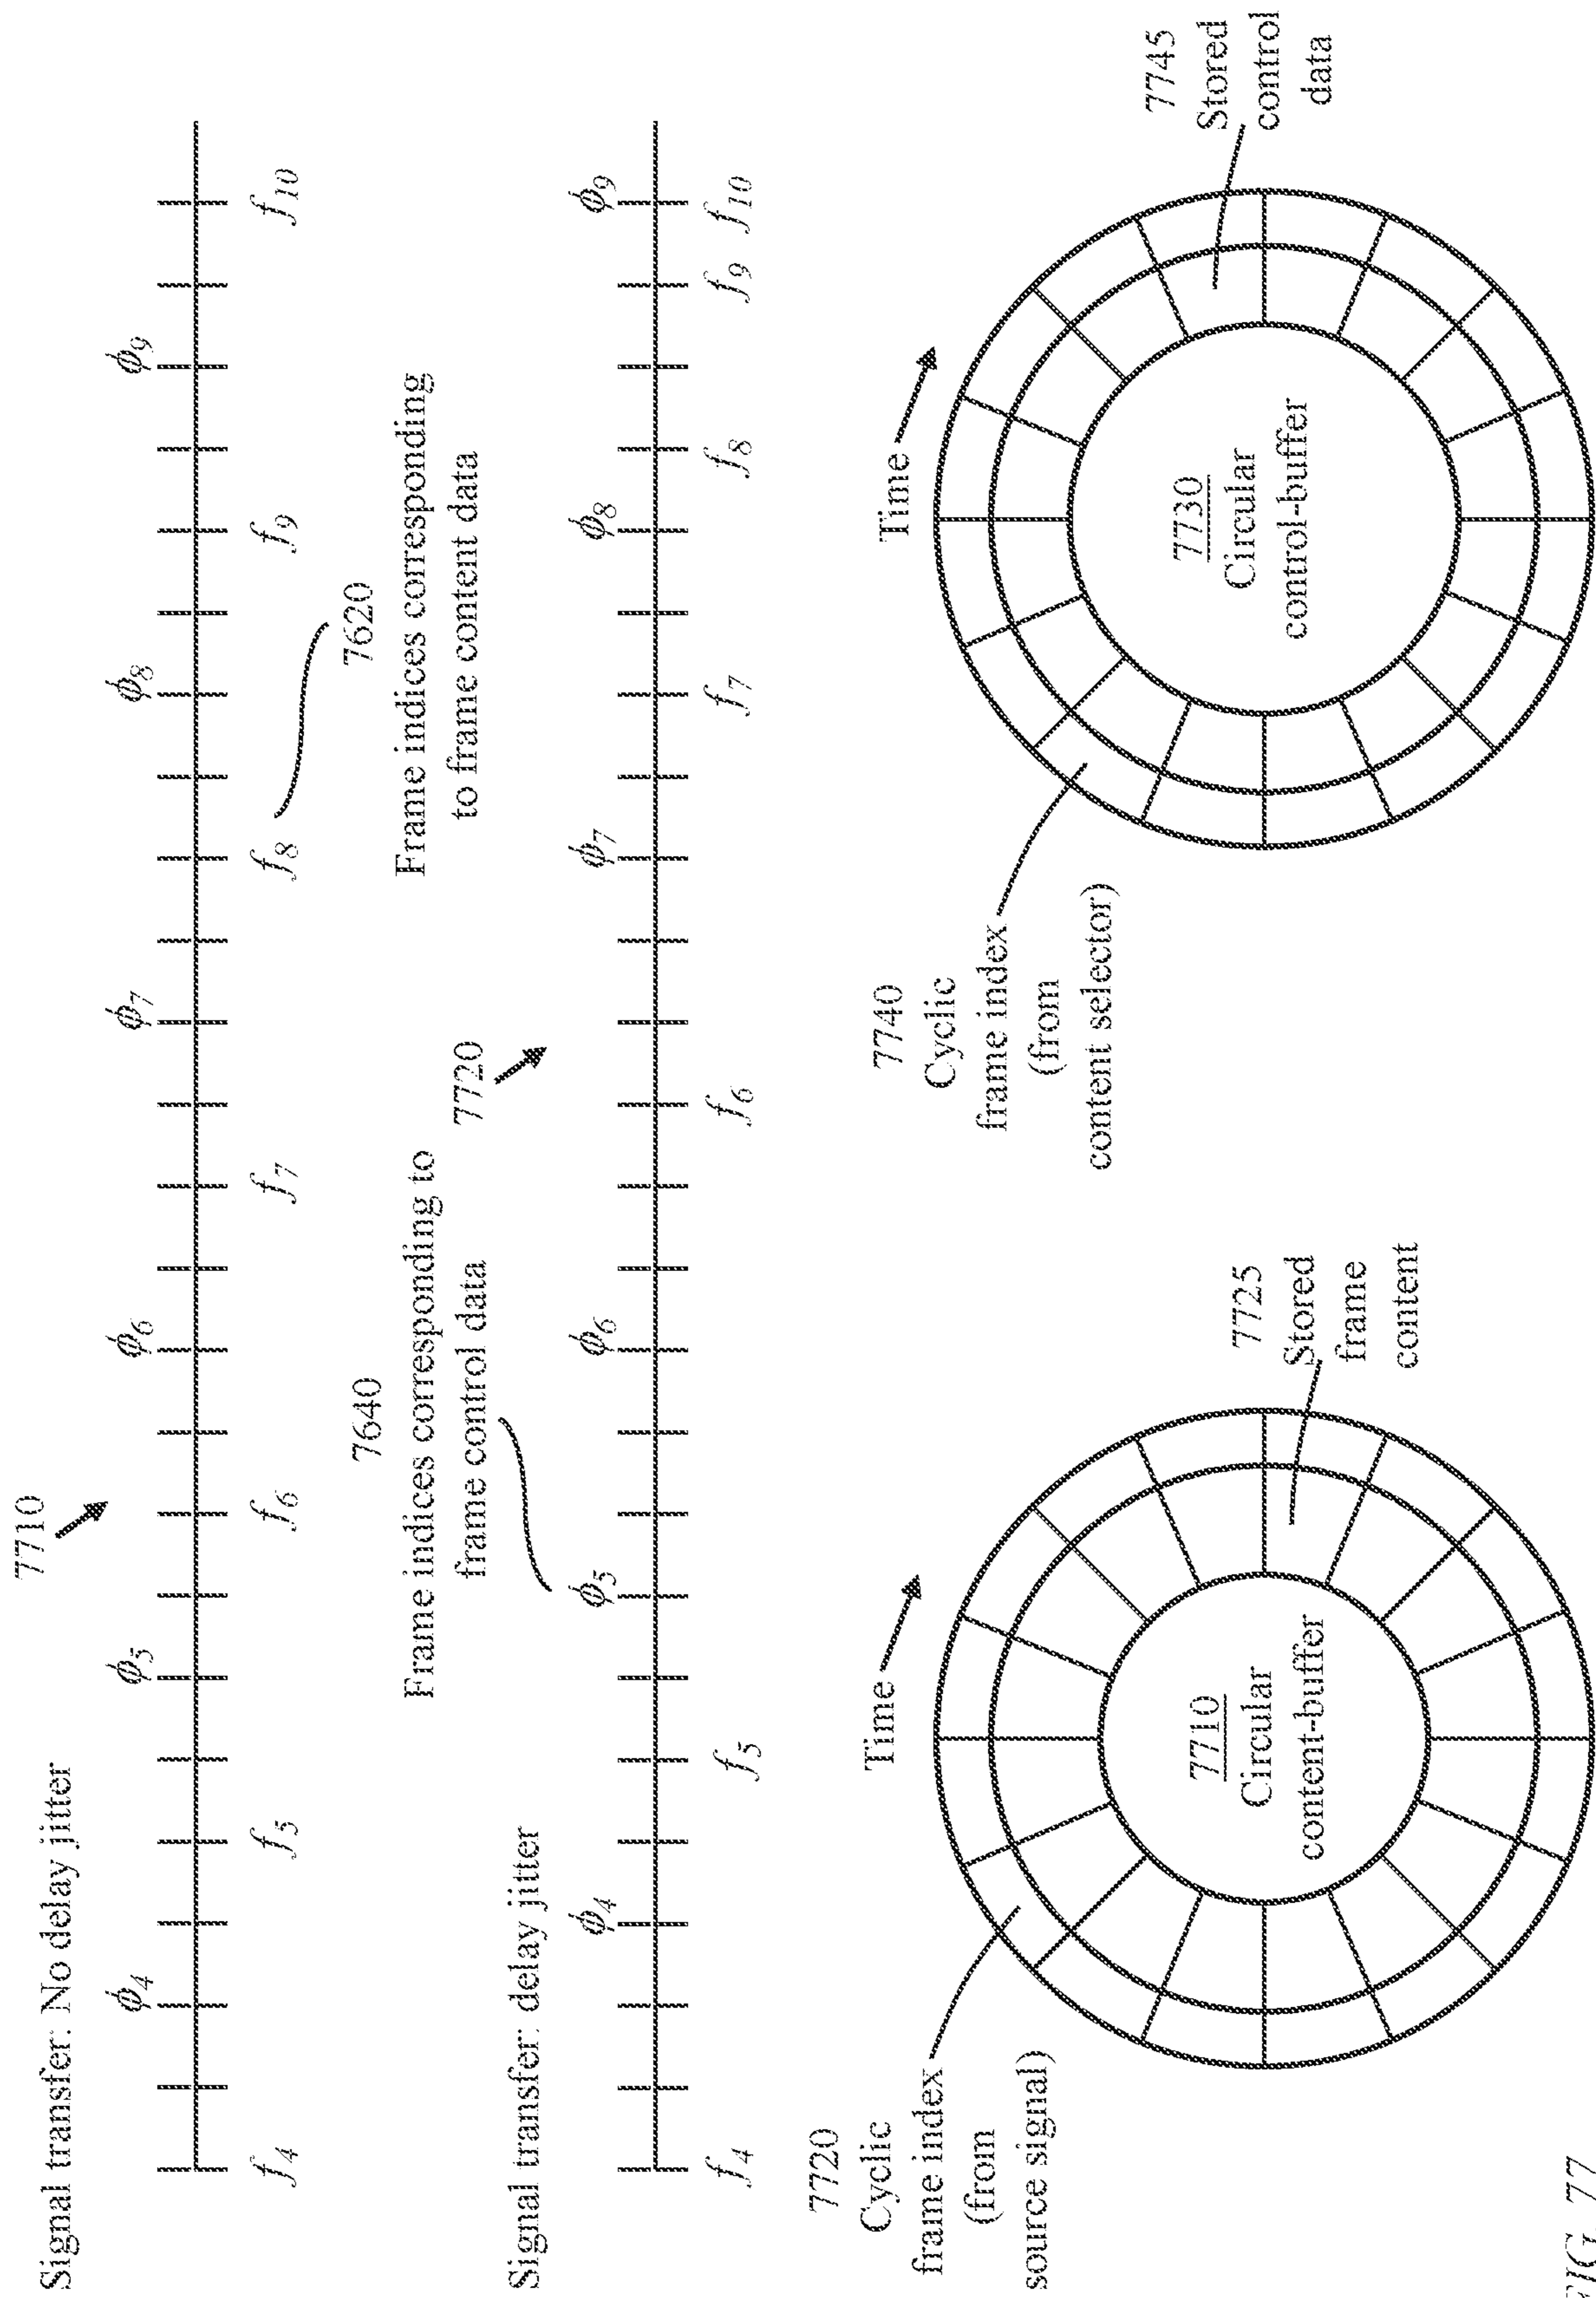 Signal transfer: No delay jitter
7710
ϕ4 ϕ5 ϕ6 ϕ7 ϕ8 ϕ9
f4 f5 f6 f7 f8 f9 f10
7640
Frame indices corresponding to
frame control data
7620
Frame indices corresponding
to frame content data
Signal transfer: delay jitter
7720
ϕ4 ϕ5 ϕ6 ϕ7 ϕ8 ϕ9
f4 f5 f6 f7 f8 f9 f10
7720
Cyclic
frame index
(from
source signal)
Time
7710
Circular
content-buffer
7725
Stored
frame
content
7740
Cyclic
frame index
(from
content selector)
Time
7730
Circular
control-buffer
7745
Stored
control
data
FIG. 77